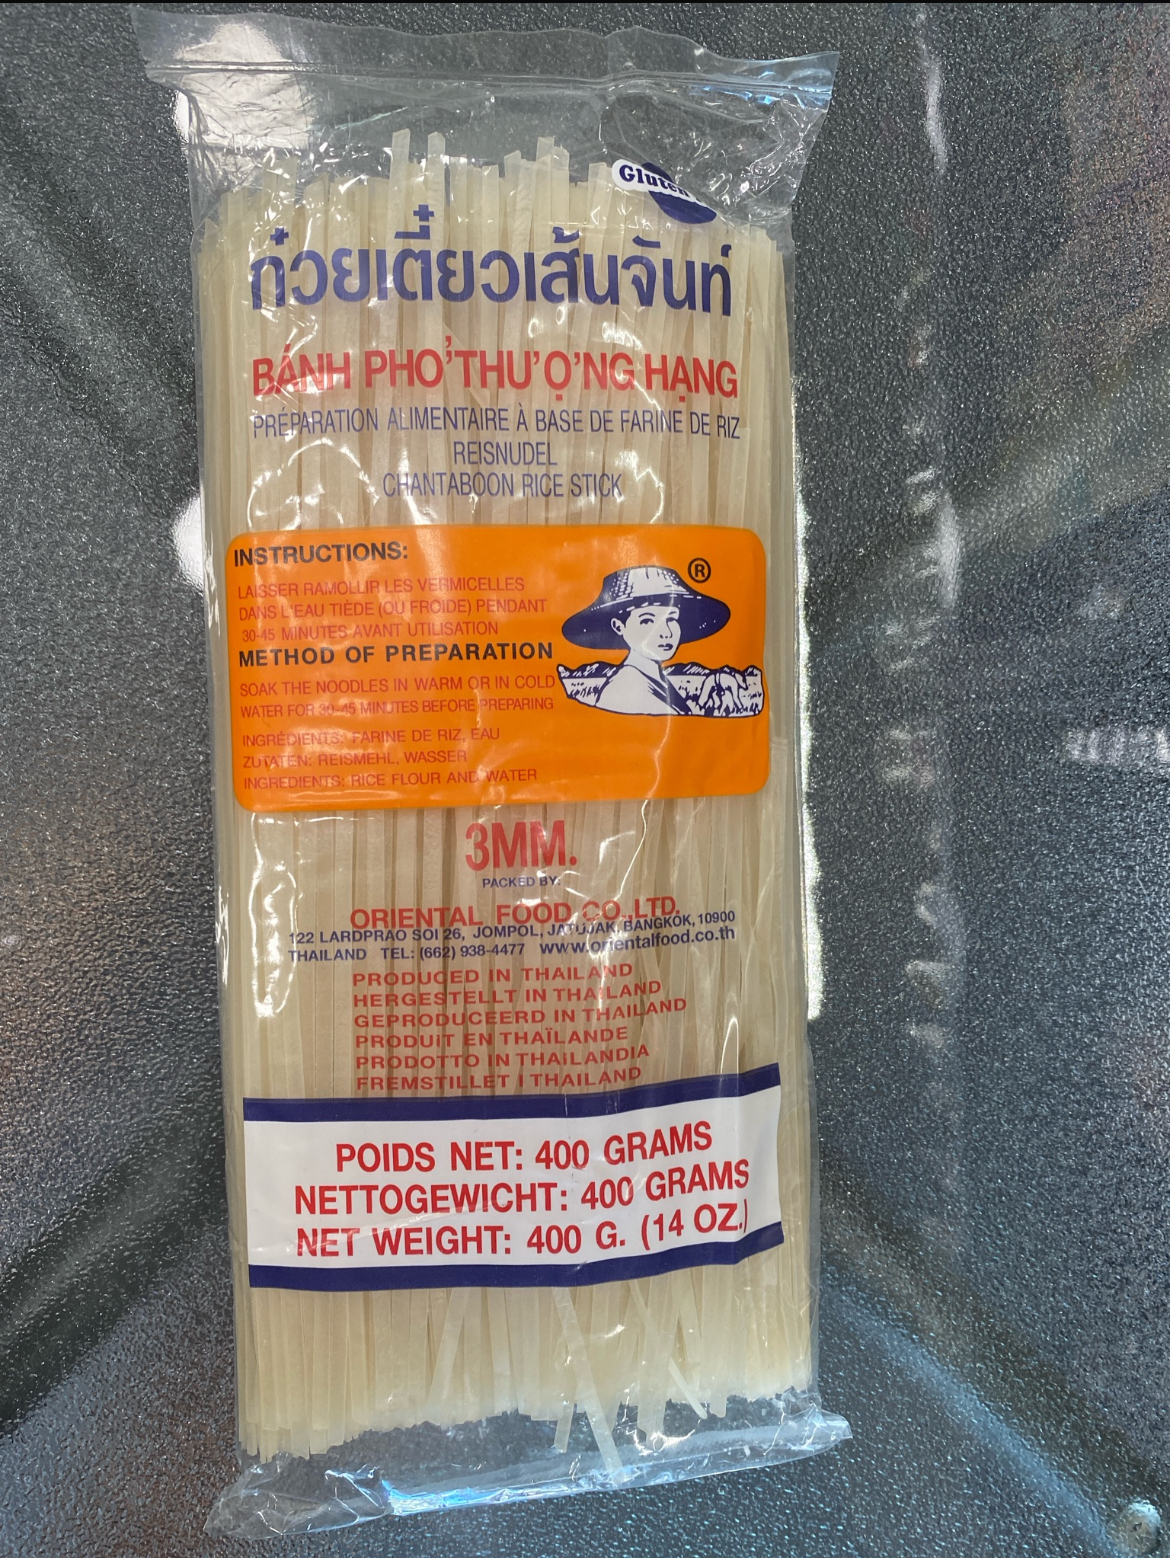 Gluten
ก๋วยเตี๋ยวเส้นจันท์
BÁNH PHO' THU'Ọ'NG HẠNG
PRÉPARATION ALIMENTAIRE À BASE DE FARINE DE RIZ
REISNUDEL
CHANTABOON RICE STICK
INSTRUCTIONS:
LAISSER RAMOLLIR LES VERMICELLES
DANS L'EAU TIÈDE (OU FROIDE) PENDANT
30-45 MINUTES AVANT UTILISATION
METHOD OF PREPARATION
SOAK THE NOODLES IN WARM OR IN COLD
WATER FOR 30-45 MINUTES BEFORE PREPARING
INGRÉDIENTS: FARINE DE RIZ, EAU
ZUTATEN: REISMEHL, WASSER
INGREDIENTS: RICE FLOUR AND WATER
®
3MM.
PACKED BY:
ORIENTAL FOOD CO.,LTD.
122 LARDPRAO SOI 26, JOMPOL, JATUJAK, BANGKOK, 10900
THAILAND TEL: (662) 938-4477 www.orientalfood.co.th
PRODUCED IN THAILAND
HERGESTELLT IN THAILAND
GEPRODUCEERD IN THAILAND
PRODUIT EN THAÏLANDE
PRODOTTO IN THAILANDIA
FREMSTILLET I THAILAND
POIDS NET: 400 GRAMS
NETTOGEWICHT: 400 GRAMS
NET WEIGHT: 400 G. (14 OZ.)